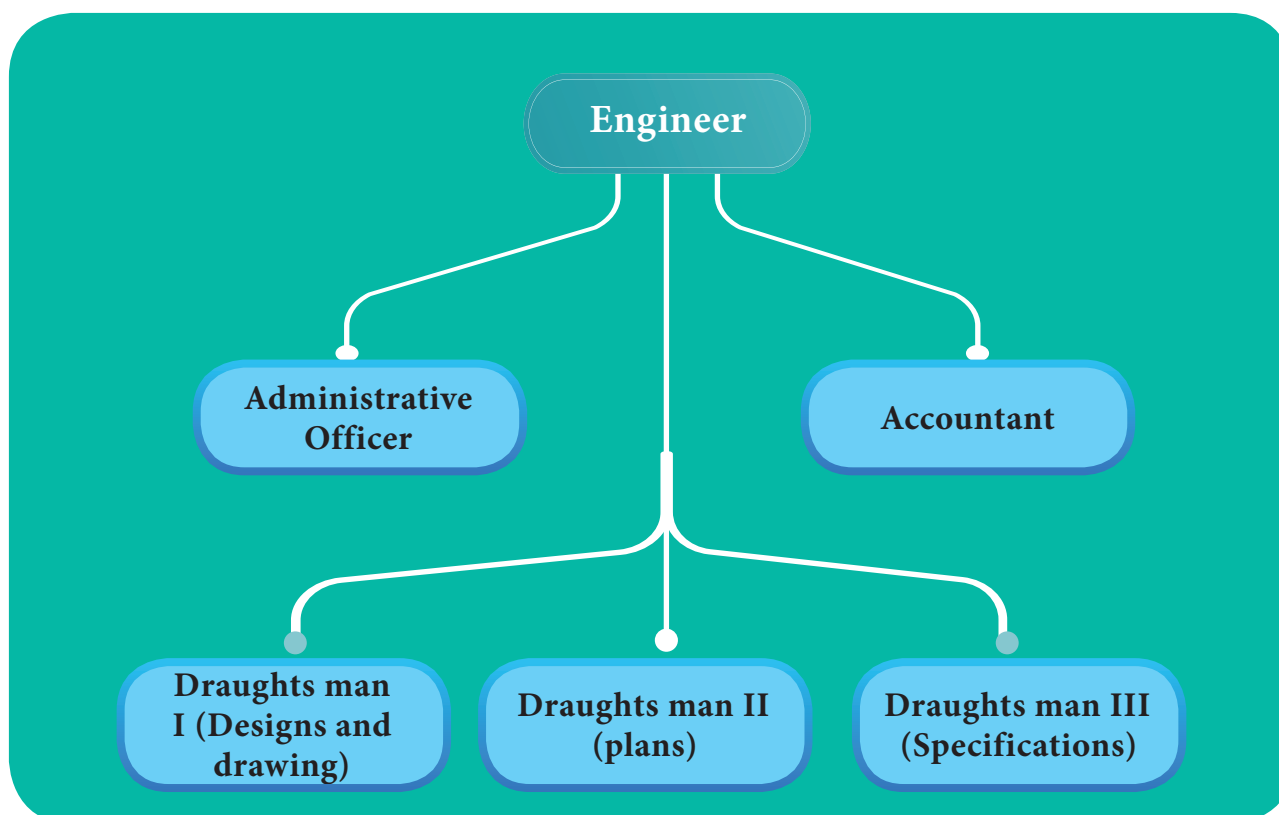 Engineer
Administrative
Officer
Accountant
Draughts man
I (Designs and
drawing)
Draughts man II
(plans)
Draughts man III
(Specifications)